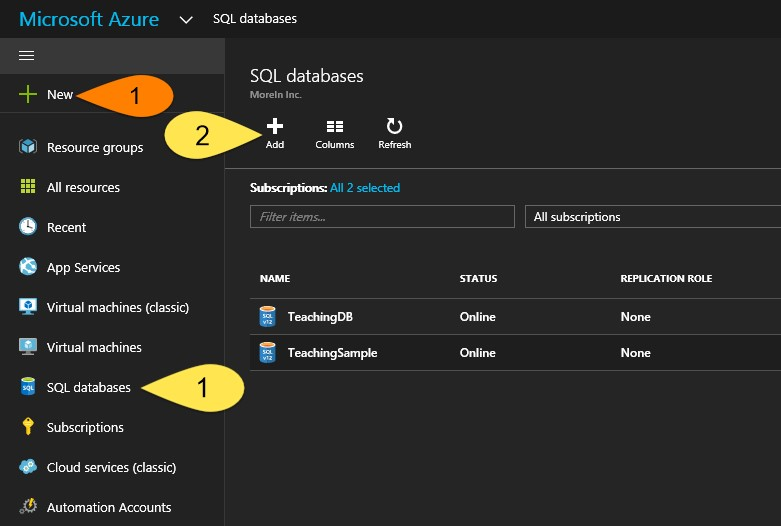 Microsoft Azure SQL databases
New
1
Resource groups
All resources
Recent
App Services
Virtual machines (classic)
Virtual machines
SQL databases
1
Subscriptions
Cloud services (classic)
Automation Accounts
SQL databases
MoreIn Inc.
2
Add Columns Refresh
Subscriptions: All 2 selected
Filter items... All subscriptions
NAME STATUS REPLICATION ROLE
SQL v12 TeachingDB Online None
SQL v12 TeachingSample Online None